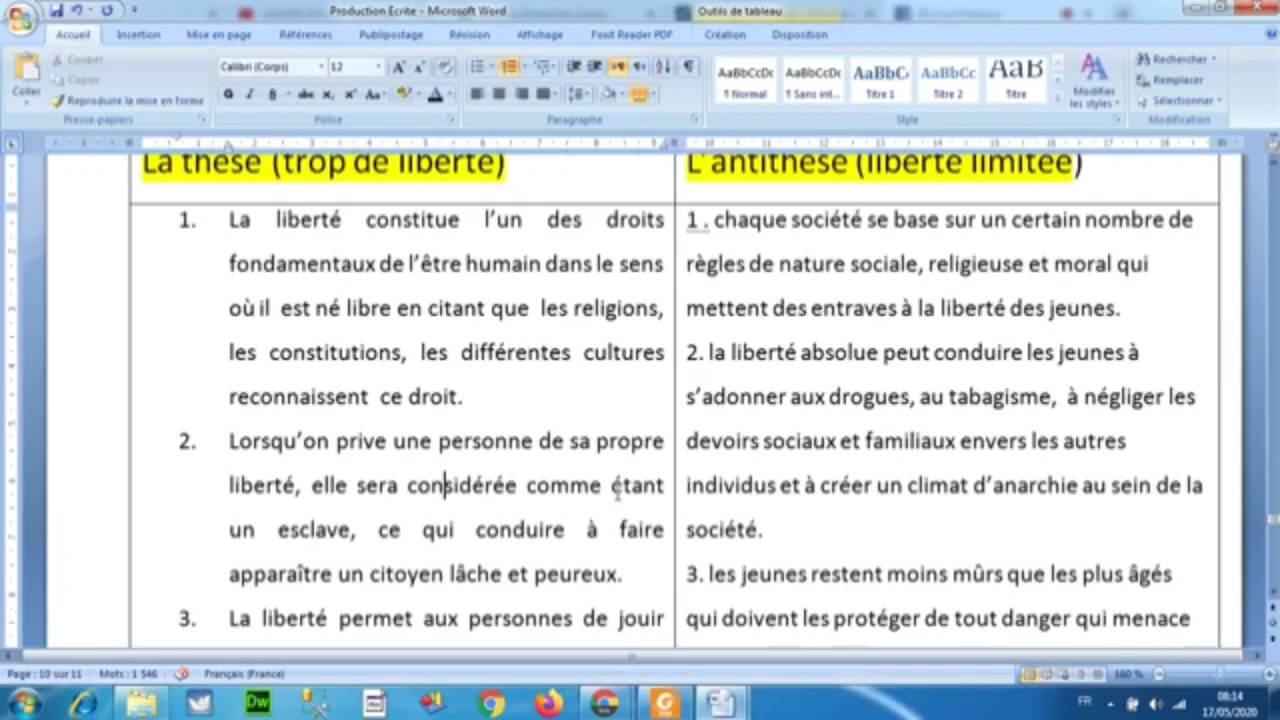 Production Ecrite - Microsoft Word
Outils de tableau
Accueil Insertion Mise en page Références Publipostage Révision Affichage Foxit Reader PDF Création Disposition
Coller
Couper
Copier
Reproduire la mise en forme
Presse-papiers
Calibri (Corps) 12
Police
Paragraphe
AaBbCcDc AaBbCcDc AaBbC AaBbCc AaB
¶ Normal ¶ Sans int... Titre 1 Titre 2 Titre
Modifier les styles
Style
Rechercher
Remplacer
Sélectionner
Modification
La thèse (trop de liberté)
1. La liberté constitue l’un des droits
fondamentaux de l’être humain dans le sens
où il est né libre en citant que les religions,
les constitutions, les différentes cultures
reconnaissent ce droit.
2. Lorsqu’on prive une personne de sa propre
liberté, elle sera considérée comme étant
un esclave, ce qui conduire à faire
apparaître un citoyen lâche et peureux.
3. La liberté permet aux personnes de jouir
L’antithèse (liberté limitée)
1 . chaque société se base sur un certain nombre de
règles de nature sociale, religieuse et moral qui
mettent des entraves à la liberté des jeunes.
2. la liberté absolue peut conduire les jeunes à
s’adonner aux drogues, au tabagisme, à négliger les
devoirs sociaux et familiaux envers les autres
individus et à créer un climat d’anarchie au sein de la
société.
3. les jeunes restent moins mûrs que les plus âgés
qui doivent les protéger de tout danger qui menace
Page : 10 sur 11 Mots : 1 546 Français (France) 160 %
Dw
FR 08:14
17/05/2020